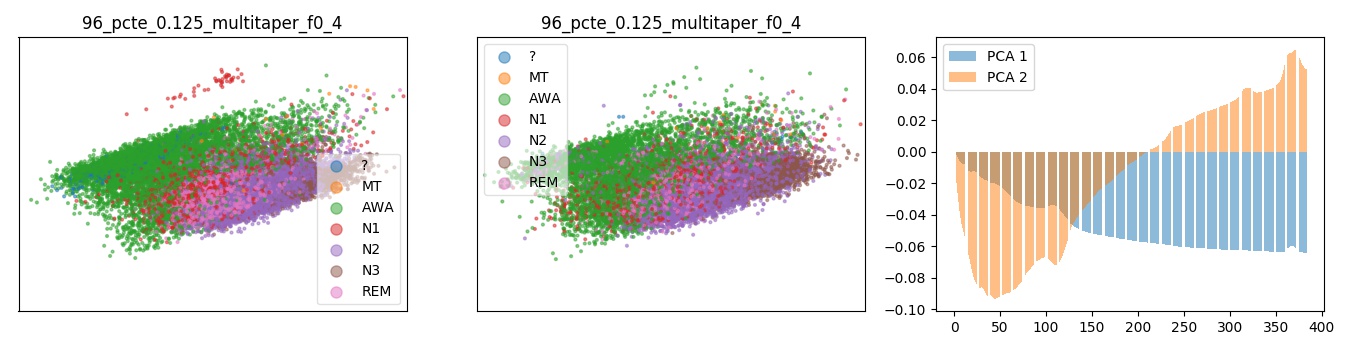 96_pcte_0.125_multitaper_f0_4
?
MT
AWA
N1
N2
N3
REM
96_pcte_0.125_multitaper_f0_4
?
MT
AWA
N1
N2
N3
REM
PCA 1
PCA 2
0.06
0.04
0.02
0.00
−0.02
−0.04
−0.06
−0.08
−0.10
0 50 100 150 200 250 300 350 400